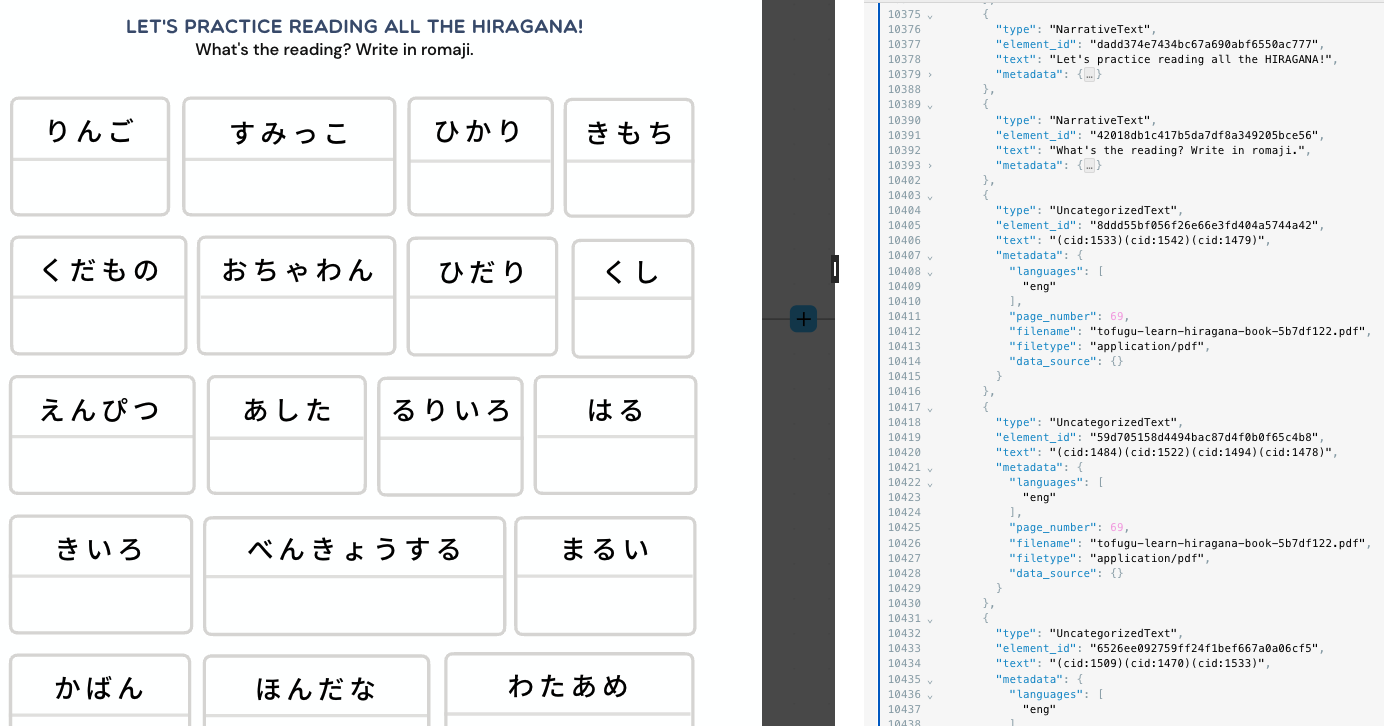 LET'S PRACTICE READING ALL THE HIRAGANA!
What's the reading? Write in romaji.
りんご
すみっこ
ひかり
きもち
くだもの
おちゃわん
ひだり
くし
えんぴつ
あした
るりいろ
はる
きいろ
べんきょうする
まるい
かばん
ほんだな
わたあめ
10375 {
10376 "type": "NarrativeText",
10377 "element_id": "dadd374e7434bc67a690abf6550ac777",
10378 "text": "Let's practice reading all the HIRAGANA!",
10379 "metadata": {…}
10388 },
10389 {
10390 "type": "NarrativeText",
10391 "element_id": "42018db1c417b5da7df8a349205bce56",
10392 "text": "What's the reading? Write in romaji.",
10393 "metadata": {…}
10402 },
10403 {
10404 "type": "UncategorizedText",
10405 "element_id": "8ddd55bf056f26e66e3fd404a5744a42",
10406 "text": "(cid:1533)(cid:1542)(cid:1479)",
10407 "metadata": {
10408 "languages": [
10409 "eng"
10410 ],
10411 "page_number": 69,
10412 "filename": "tofugu-learn-hiragana-book-5b7df122.pdf",
10413 "filetype": "application/pdf",
10414 "data_source": {}
10415 }
10416 },
10417 {
10418 "type": "UncategorizedText",
10419 "element_id": "59d705158d4494bac87d4f0b0f65c4b8",
10420 "text": "(cid:1484)(cid:1522)(cid:1494)(cid:1478)",
10421 "metadata": {
10422 "languages": [
10423 "eng"
10424 ],
10425 "page_number": 69,
10426 "filename": "tofugu-learn-hiragana-book-5b7df122.pdf",
10427 "filetype": "application/pdf",
10428 "data_source": {}
10429 }
10430 },
10431 {
10432 "type": "UncategorizedText",
10433 "element_id": "6526ee092759ff24f1bef667a0a06cf5",
10434 "text": "(cid:1509)(cid:1470)(cid:1533)",
10435 "metadata": {
10436 "languages": [
10437 "eng"
10438 ]